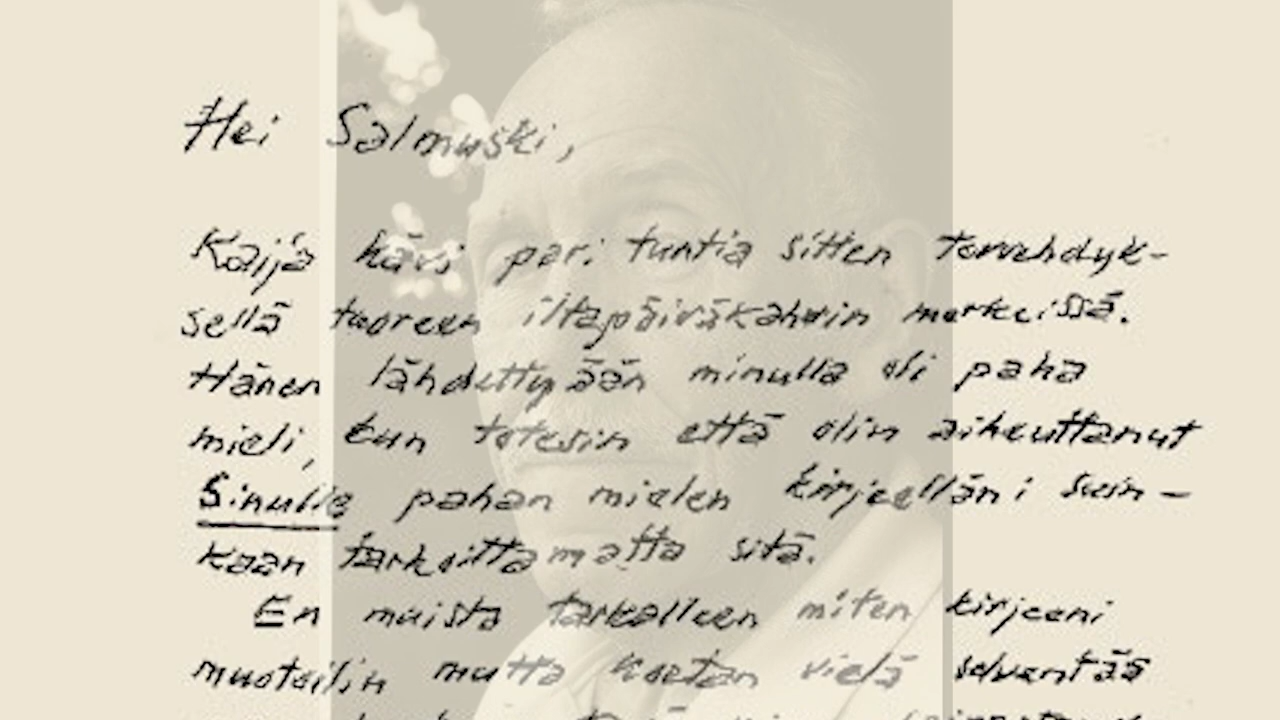 Hei Salmuski,
Kaija kävi pari tuntia sitten tervehdyk-
sellä tuoreen iltapäiväkahvin merkeissä.
Hänen lähdettyään minulla oli paha
mieli, kun totesin että olin aiheuttanut
Sinulle pahan mielen kirjeelläni suin-
kaan tarkoittamatta sitä.
En muista tarkalleen miten kirjeeni
muotoilin mutta koetan vielä selventää